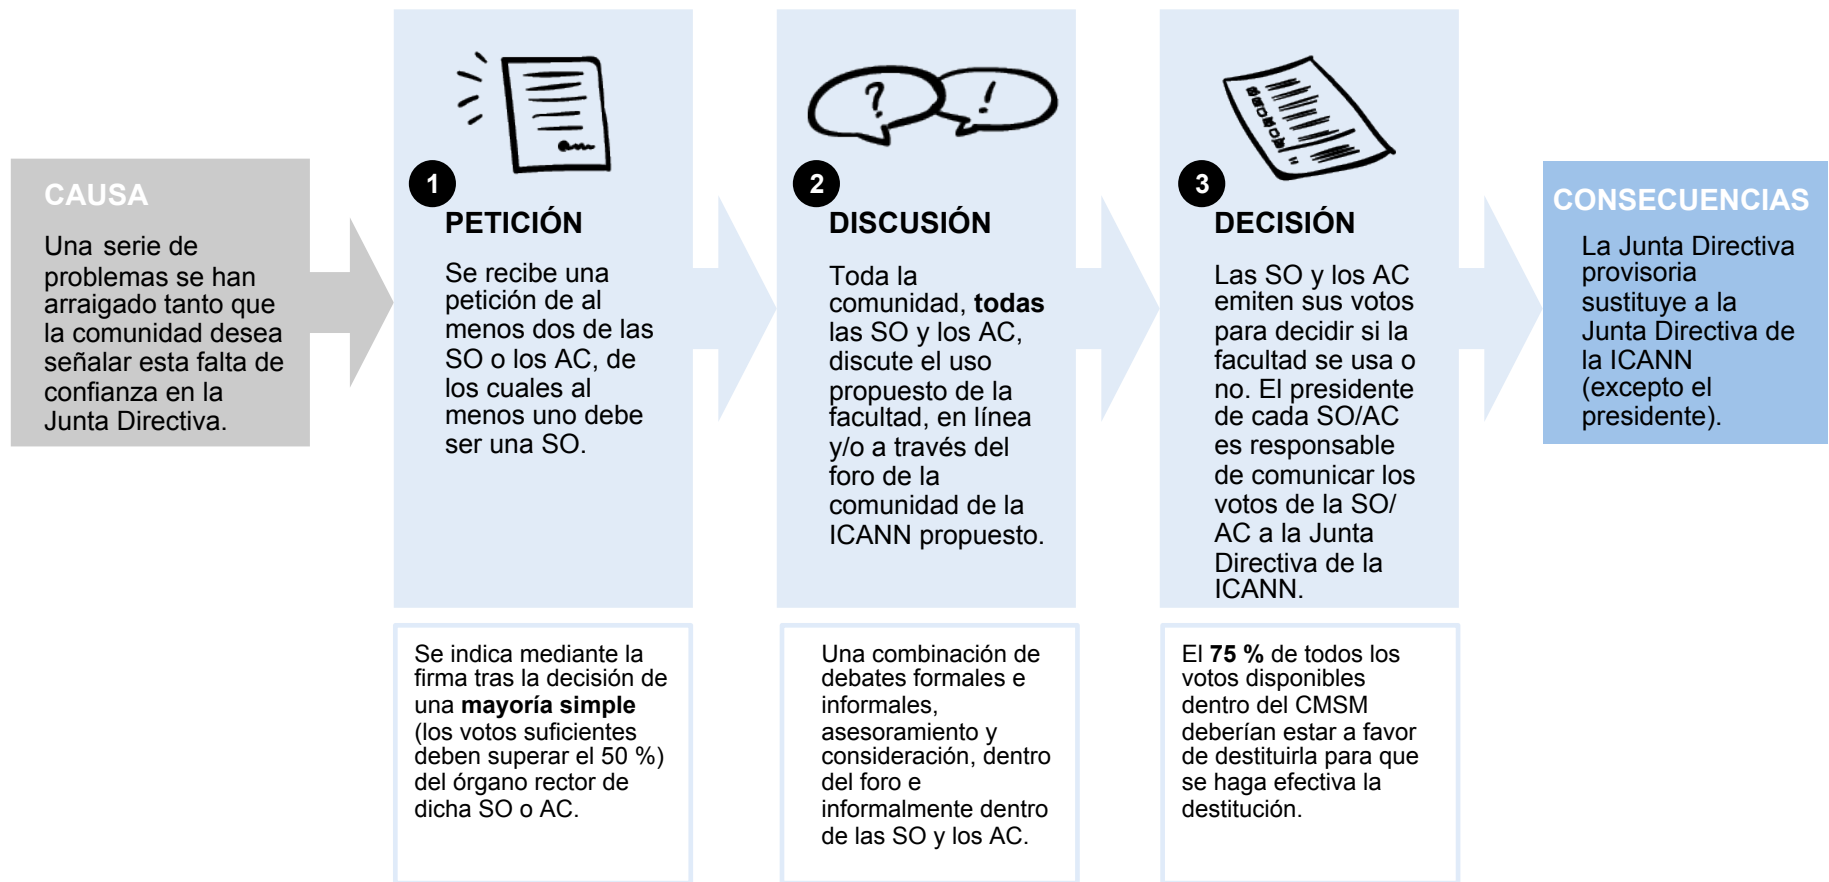 CAUSA
Una serie de
problemas se han
arraigado tanto que
la comunidad desea
señalar esta falta de
confianza en la
Junta Directiva.
1
PETICIÓN
Se recibe una
petición de al
menos dos de las
SO o los AC, de
los cuales al
menos uno debe
ser una SO.
Se indica mediante la
firma tras la decisión de
una mayoría simple
(los votos suficientes
deben superar el 50 %)
del órgano rector de
dicha SO o AC.
2
DISCUSIÓN
Toda la
comunidad, todas
las SO y los AC,
discute el uso
propuesto de la
facultad, en línea
y/o a través del
foro de la
comunidad de la
ICANN propuesto.
Una combinación de
debates formales e
informales,
asesoramiento y
consideración, dentro
del foro e
informalmente dentro
de las SO y los AC.
3
DECISIÓN
Las SO y los AC
emiten sus votos
para decidir si la
facultad se usa o
no. El presidente
de cada SO/AC
es responsable
de comunicar los
votos de la SO/
AC a la Junta
Directiva de la
ICANN.
El 75 % de todos los
votos disponibles
dentro del CMSM
deberían estar a favor
de destituirla para que
se haga efectiva la
destitución.
CONSECUENCIAS
La Junta Directiva
provisoria
sustituye a la
Junta Directiva de
la ICANN
(excepto el
presidente).